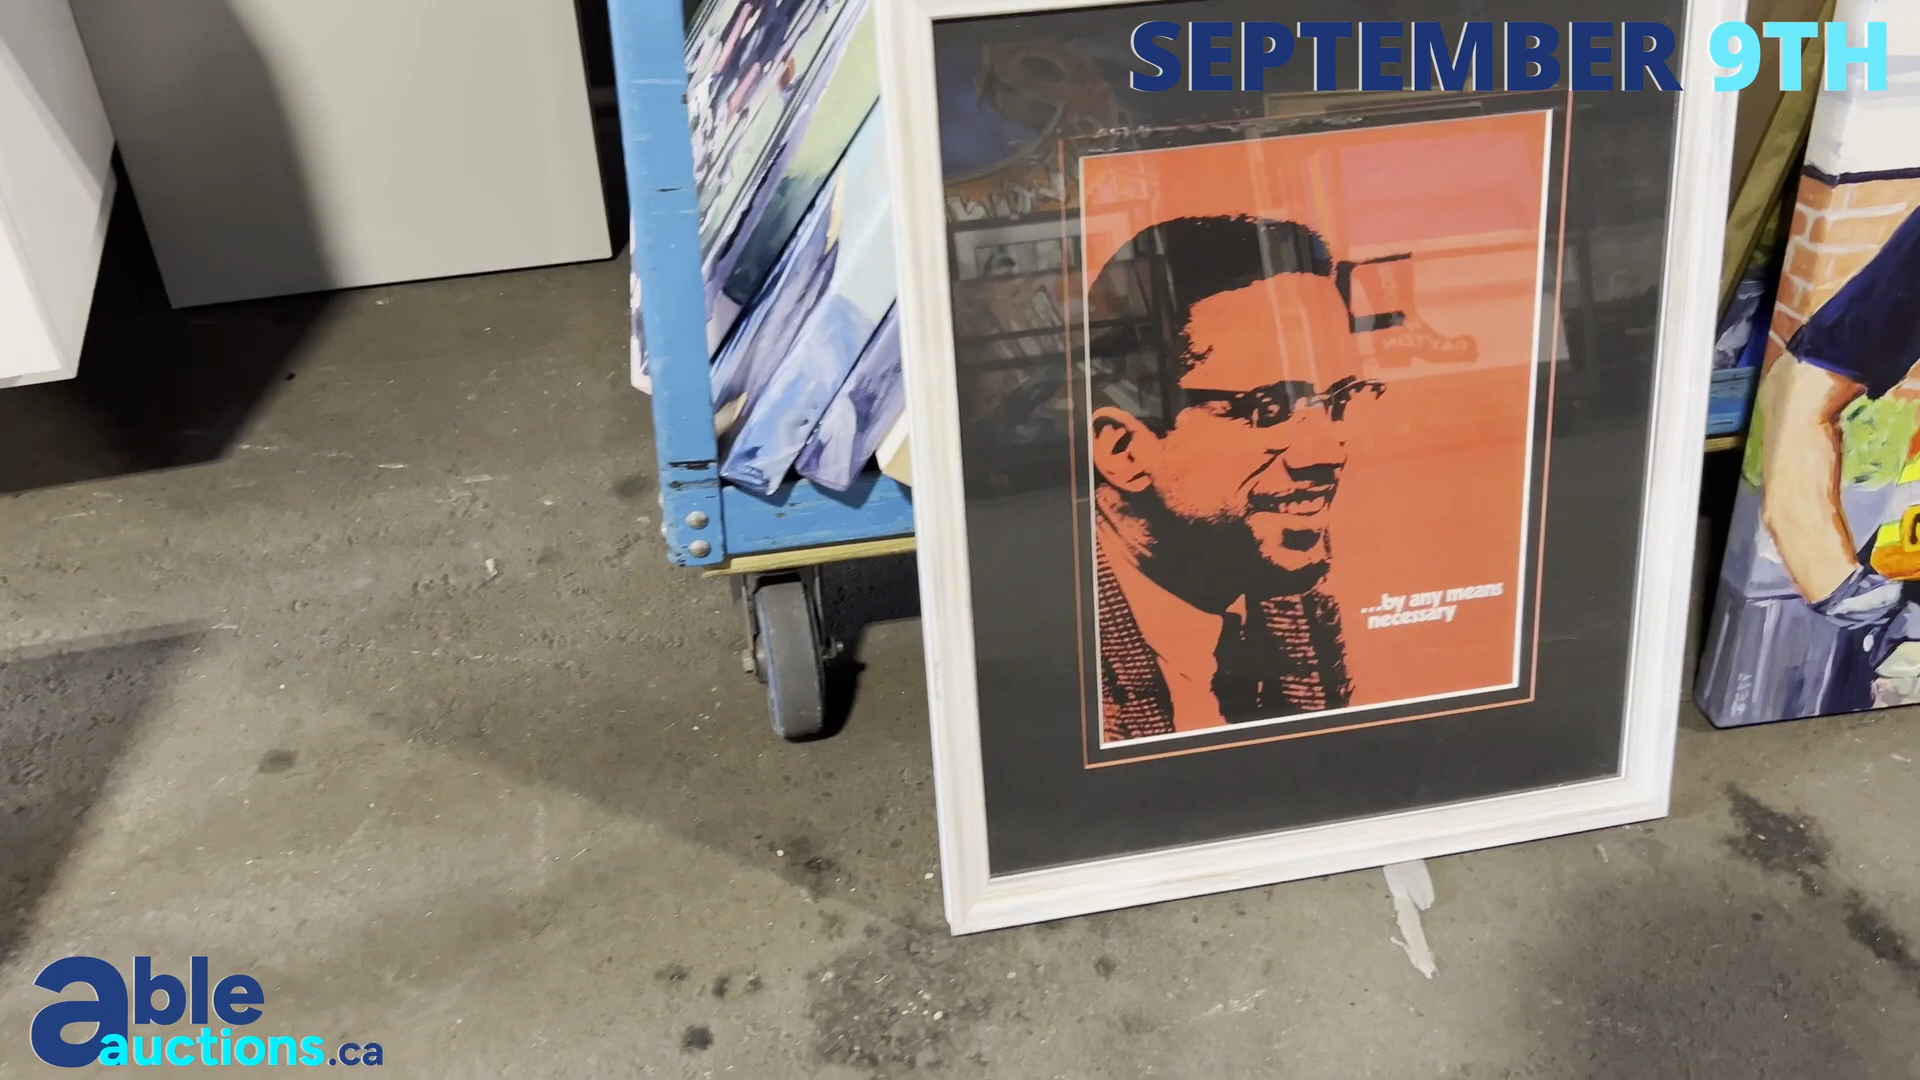 SEPTEMBER 9TH
...by any means
necessary
able
auctions.ca